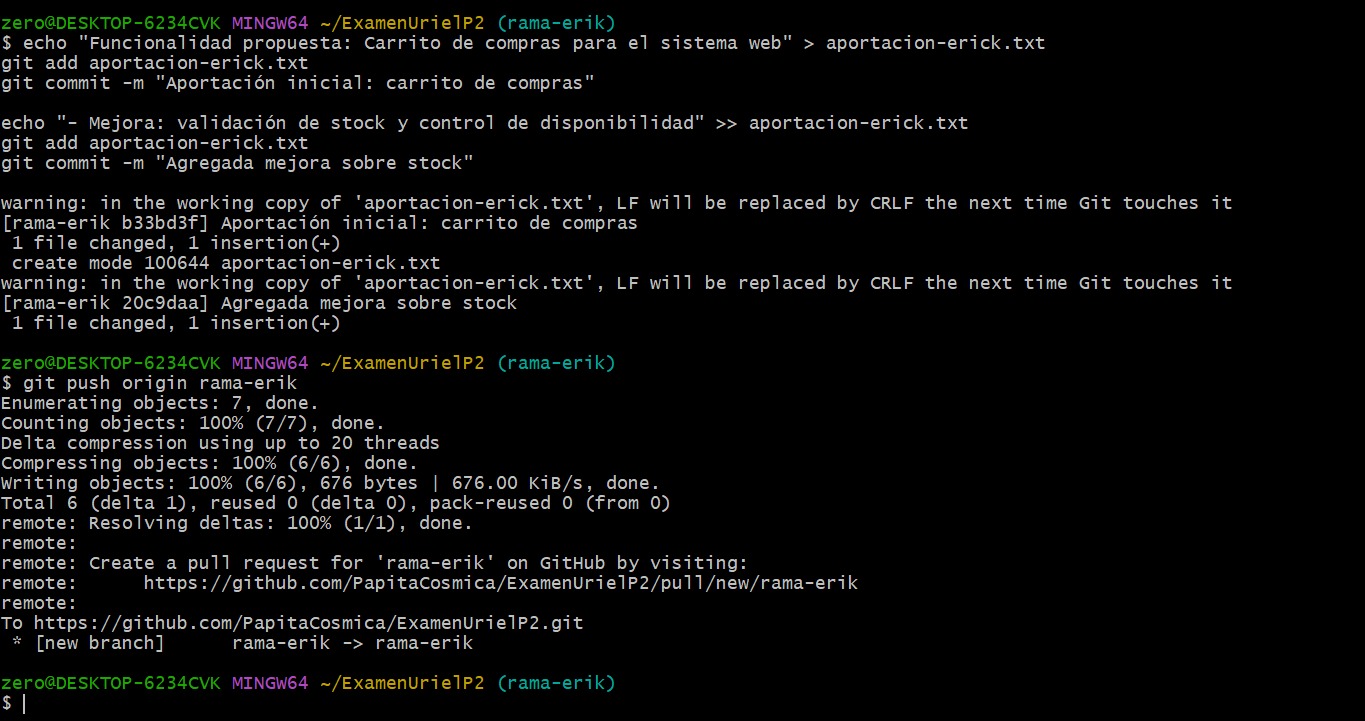 zero@DESKTOP-6234CVK MINGW64 ~/ExamenUrielP2 (rama-erik)
$ echo "Funcionalidad propuesta: Carrito de compras para el sistema web" > aportacion-erick.txt
git add aportacion-erick.txt
git commit -m "Aportación inicial: carrito de compras"
echo "- Mejora: validación de stock y control de disponibilidad" >> aportacion-erick.txt
git add aportacion-erick.txt
git commit -m "Agregada mejora sobre stock"
warning: in the working copy of 'aportacion-erick.txt', LF will be replaced by CRLF the next time Git touches it
[rama-erik b33bd3f] Aportación inicial: carrito de compras
 1 file changed, 1 insertion(+)
 create mode 100644 aportacion-erick.txt
warning: in the working copy of 'aportacion-erick.txt', LF will be replaced by CRLF the next time Git touches it
[rama-erik 20c9daa] Agregada mejora sobre stock
 1 file changed, 1 insertion(+)
zero@DESKTOP-6234CVK MINGW64 ~/ExamenUrielP2 (rama-erik)
$ git push origin rama-erik
Enumerating objects: 7, done.
Counting objects: 100% (7/7), done.
Delta compression using up to 20 threads
Compressing objects: 100% (6/6), done.
Writing objects: 100% (6/6), 676 bytes | 676.00 KiB/s, done.
Total 6 (delta 1), reused 0 (delta 0), pack-reused 0 (from 0)
remote: Resolving deltas: 100% (1/1), done.
remote:
remote: Create a pull request for 'rama-erik' on GitHub by visiting:
remote:      https://github.com/PapitaCosmica/ExamenUrielP2/pull/new/rama-erik
remote:
To https://github.com/PapitaCosmica/ExamenUrielP2.git
 * [new branch]      rama-erik -> rama-erik
zero@DESKTOP-6234CVK MINGW64 ~/ExamenUrielP2 (rama-erik)
$